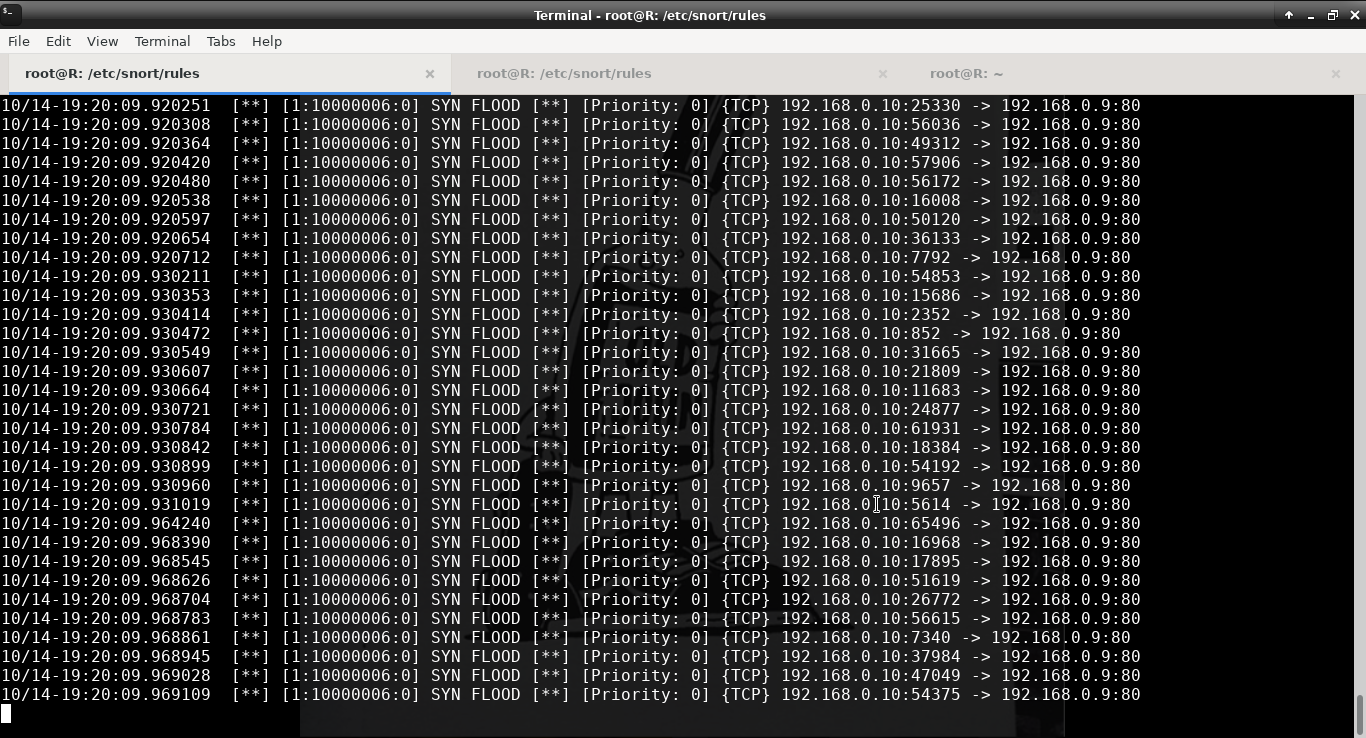 Terminal - root@R: /etc/snort/rules
File Edit View Terminal Tabs Help
root@R: /etc/snort/rules root@R: /etc/snort/rules root@R: ~
10/14-19:20:09.920251 [**] [1:10000006:0] SYN FLOOD [**] [Priority: 0] {TCP} 192.168.0.10:25330 -> 192.168.0.9:80
10/14-19:20:09.920308 [**] [1:10000006:0] SYN FLOOD [**] [Priority: 0] {TCP} 192.168.0.10:56036 -> 192.168.0.9:80
10/14-19:20:09.920364 [**] [1:10000006:0] SYN FLOOD [**] [Priority: 0] {TCP} 192.168.0.10:49312 -> 192.168.0.9:80
10/14-19:20:09.920420 [**] [1:10000006:0] SYN FLOOD [**] [Priority: 0] {TCP} 192.168.0.10:57906 -> 192.168.0.9:80
10/14-19:20:09.920480 [**] [1:10000006:0] SYN FLOOD [**] [Priority: 0] {TCP} 192.168.0.10:56172 -> 192.168.0.9:80
10/14-19:20:09.920538 [**] [1:10000006:0] SYN FLOOD [**] [Priority: 0] {TCP} 192.168.0.10:16008 -> 192.168.0.9:80
10/14-19:20:09.920597 [**] [1:10000006:0] SYN FLOOD [**] [Priority: 0] {TCP} 192.168.0.10:50120 -> 192.168.0.9:80
10/14-19:20:09.920654 [**] [1:10000006:0] SYN FLOOD [**] [Priority: 0] {TCP} 192.168.0.10:36133 -> 192.168.0.9:80
10/14-19:20:09.920712 [**] [1:10000006:0] SYN FLOOD [**] [Priority: 0] {TCP} 192.168.0.10:7792 -> 192.168.0.9:80
10/14-19:20:09.930211 [**] [1:10000006:0] SYN FLOOD [**] [Priority: 0] {TCP} 192.168.0.10:54853 -> 192.168.0.9:80
10/14-19:20:09.930353 [**] [1:10000006:0] SYN FLOOD [**] [Priority: 0] {TCP} 192.168.0.10:15686 -> 192.168.0.9:80
10/14-19:20:09.930414 [**] [1:10000006:0] SYN FLOOD [**] [Priority: 0] {TCP} 192.168.0.10:2352 -> 192.168.0.9:80
10/14-19:20:09.930472 [**] [1:10000006:0] SYN FLOOD [**] [Priority: 0] {TCP} 192.168.0.10:852 -> 192.168.0.9:80
10/14-19:20:09.930549 [**] [1:10000006:0] SYN FLOOD [**] [Priority: 0] {TCP} 192.168.0.10:31665 -> 192.168.0.9:80
10/14-19:20:09.930607 [**] [1:10000006:0] SYN FLOOD [**] [Priority: 0] {TCP} 192.168.0.10:21809 -> 192.168.0.9:80
10/14-19:20:09.930664 [**] [1:10000006:0] SYN FLOOD [**] [Priority: 0] {TCP} 192.168.0.10:11683 -> 192.168.0.9:80
10/14-19:20:09.930721 [**] [1:10000006:0] SYN FLOOD [**] [Priority: 0] {TCP} 192.168.0.10:24877 -> 192.168.0.9:80
10/14-19:20:09.930784 [**] [1:10000006:0] SYN FLOOD [**] [Priority: 0] {TCP} 192.168.0.10:61931 -> 192.168.0.9:80
10/14-19:20:09.930842 [**] [1:10000006:0] SYN FLOOD [**] [Priority: 0] {TCP} 192.168.0.10:18384 -> 192.168.0.9:80
10/14-19:20:09.930899 [**] [1:10000006:0] SYN FLOOD [**] [Priority: 0] {TCP} 192.168.0.10:54192 -> 192.168.0.9:80
10/14-19:20:09.930960 [**] [1:10000006:0] SYN FLOOD [**] [Priority: 0] {TCP} 192.168.0.10:9657 -> 192.168.0.9:80
10/14-19:20:09.931019 [**] [1:10000006:0] SYN FLOOD [**] [Priority: 0] {TCP} 192.168.0.10:5614 -> 192.168.0.9:80
10/14-19:20:09.964240 [**] [1:10000006:0] SYN FLOOD [**] [Priority: 0] {TCP} 192.168.0.10:65496 -> 192.168.0.9:80
10/14-19:20:09.968390 [**] [1:10000006:0] SYN FLOOD [**] [Priority: 0] {TCP} 192.168.0.10:16968 -> 192.168.0.9:80
10/14-19:20:09.968545 [**] [1:10000006:0] SYN FLOOD [**] [Priority: 0] {TCP} 192.168.0.10:17895 -> 192.168.0.9:80
10/14-19:20:09.968626 [**] [1:10000006:0] SYN FLOOD [**] [Priority: 0] {TCP} 192.168.0.10:51619 -> 192.168.0.9:80
10/14-19:20:09.968704 [**] [1:10000006:0] SYN FLOOD [**] [Priority: 0] {TCP} 192.168.0.10:26772 -> 192.168.0.9:80
10/14-19:20:09.968783 [**] [1:10000006:0] SYN FLOOD [**] [Priority: 0] {TCP} 192.168.0.10:56615 -> 192.168.0.9:80
10/14-19:20:09.968861 [**] [1:10000006:0] SYN FLOOD [**] [Priority: 0] {TCP} 192.168.0.10:7340 -> 192.168.0.9:80
10/14-19:20:09.968945 [**] [1:10000006:0] SYN FLOOD [**] [Priority: 0] {TCP} 192.168.0.10:37984 -> 192.168.0.9:80
10/14-19:20:09.969028 [**] [1:10000006:0] SYN FLOOD [**] [Priority: 0] {TCP} 192.168.0.10:47049 -> 192.168.0.9:80
10/14-19:20:09.969109 [**] [1:10000006:0] SYN FLOOD [**] [Priority: 0] {TCP} 192.168.0.10:54375 -> 192.168.0.9:80